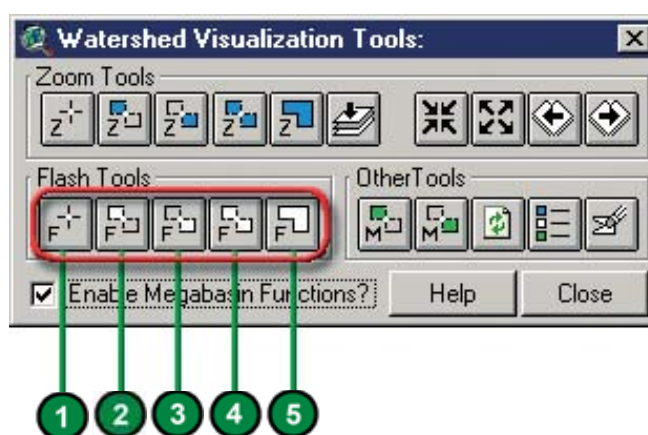 Watershed Visualization Tools:
Zoom Tools
Z Z Z Z Z
Flash Tools
OtherTools
F F F F F
M M
Enable Megabasin Functions?
Help
Close
1 2 3 4 5